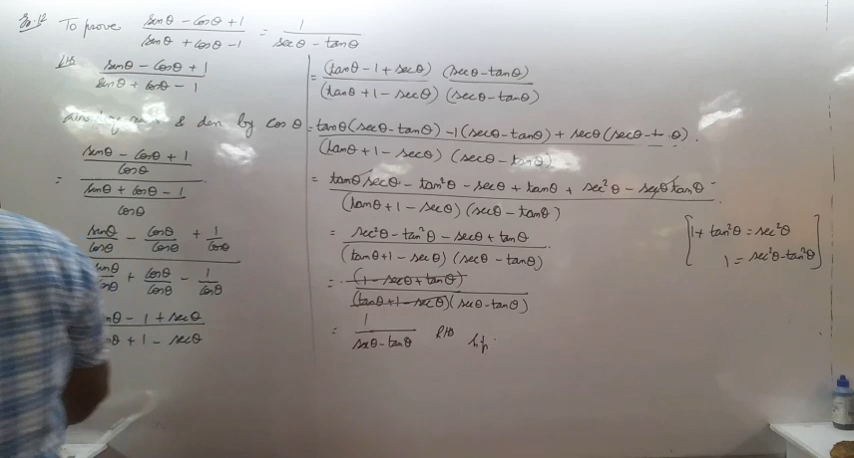 To prove (sinθ - cosθ + 1)/(sinθ + cosθ - 1) = 1/(secθ - tanθ)
LHS (sinθ - cosθ + 1)/(sinθ + cosθ - 1)
& den by cosθ
= ((sinθ - cosθ + 1)/cosθ)/((sinθ + cosθ - 1)/cosθ)
(sinθ/cosθ - cosθ/cosθ + 1/cosθ)/(inθ/osθ + cosθ/cosθ - 1/cosθ)
(nθ - 1 + secθ)/(θ + 1 - secθ)
= (tanθ - 1 + secθ) (secθ - tanθ)/(tanθ + 1 - secθ) (secθ - tanθ)
= tanθ(secθ - tanθ) - 1(secθ - tanθ) + secθ(secθ - t θ)/(tanθ + 1 - secθ) (secθ - tanθ)
= tanθ secθ - tan²θ - secθ + tanθ + sec²θ - secθ tanθ/(tanθ + 1 - secθ) (secθ - tanθ)
= sec²θ - tan²θ - secθ + tanθ/(tanθ + 1 - secθ) (secθ - tanθ)
= (1 - secθ + tanθ)/(tanθ + 1 - secθ)(secθ - tanθ)
= 1/(secθ - tanθ) RHS h.p.
[1 + tan²θ = sec²θ
1 = sec²θ - tan²θ]